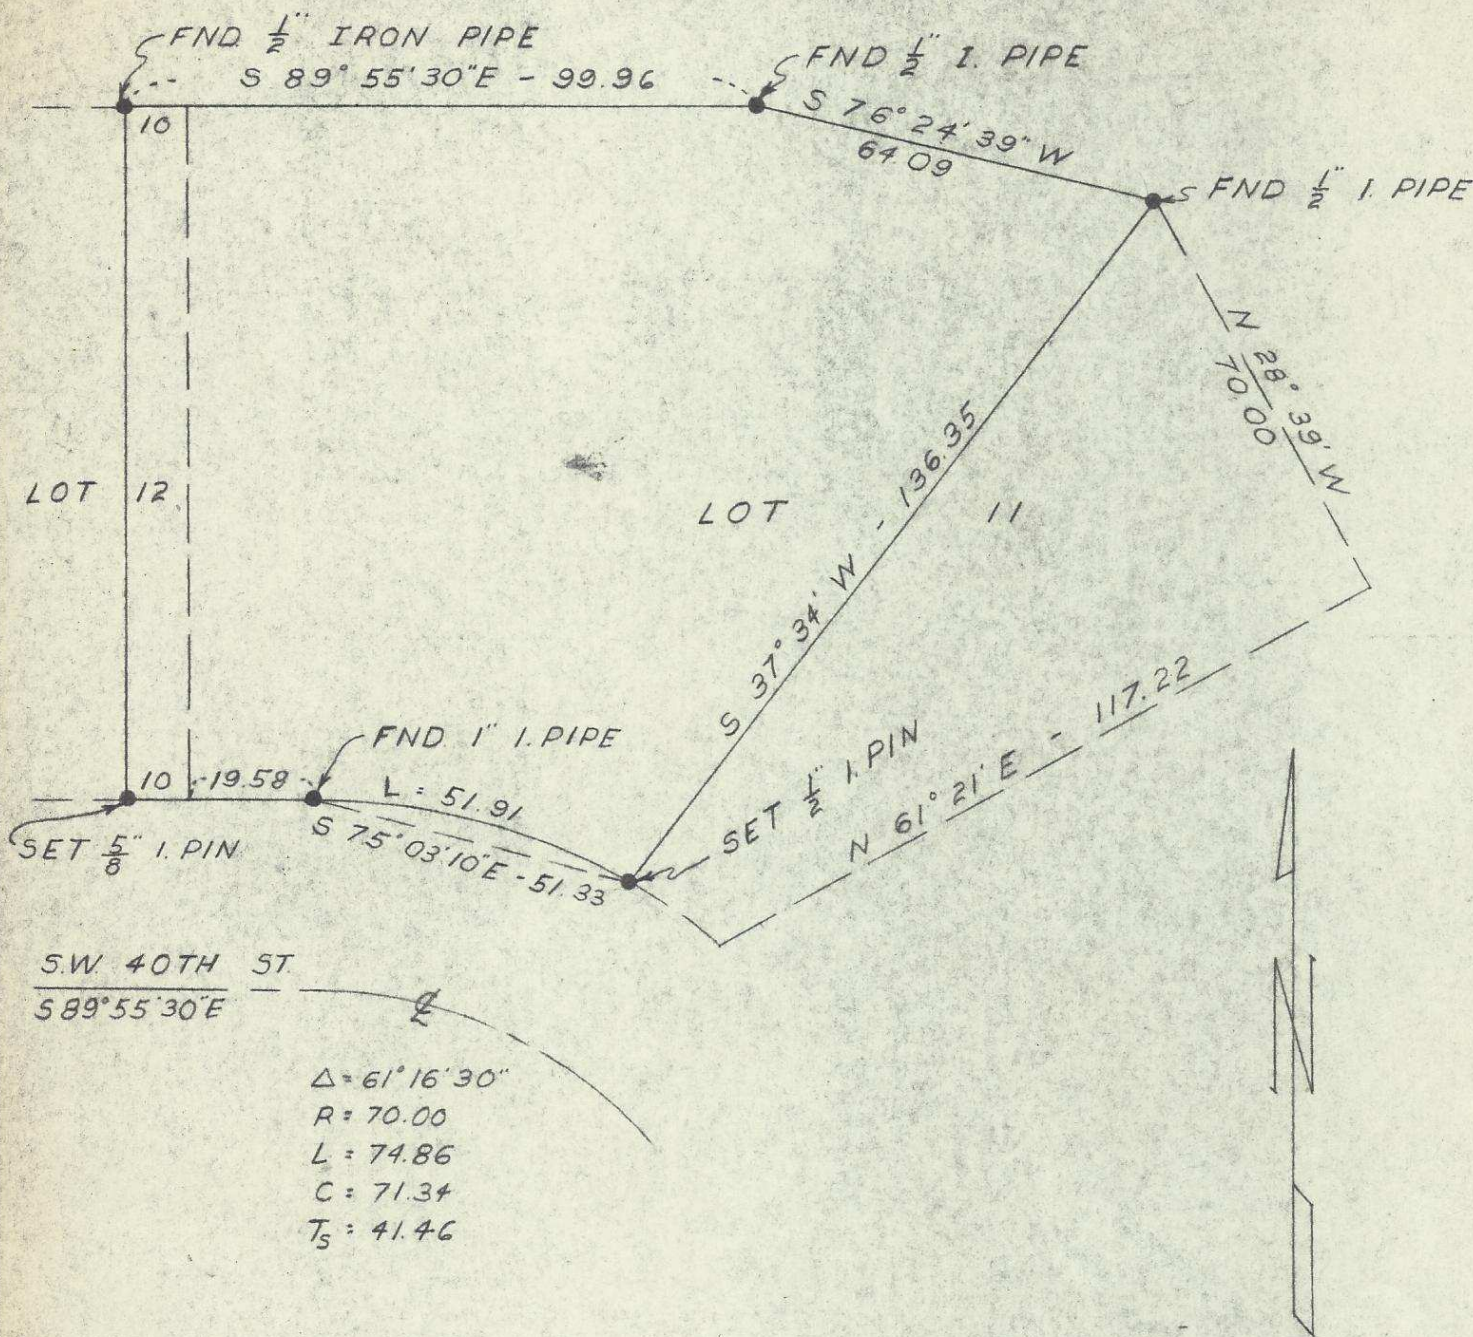 FND. ½" IRON PIPE
S 89° 55'30"E - 99.96
FND ½" I. PIPE
10
S 76° 24' 39" W
64.09
FND ½" I. PIPE
N 28° 39' W
70.00
LOT 12
LOT 11
S 37° 34' W - 136.35
FND 1" I. PIPE
10
19.58
L = 51.91
S 75° 03'10"E - 51.33
SET ½" I. PIN
N 61° 21' E - 117.22
SET ⅝" I. PIN
S.W. 40TH ST.
S 89° 55' 30" E
℄
N
Δ = 61° 16' 30"
R = 70.00
L = 74.86
C = 71.34
Ts = 41.46